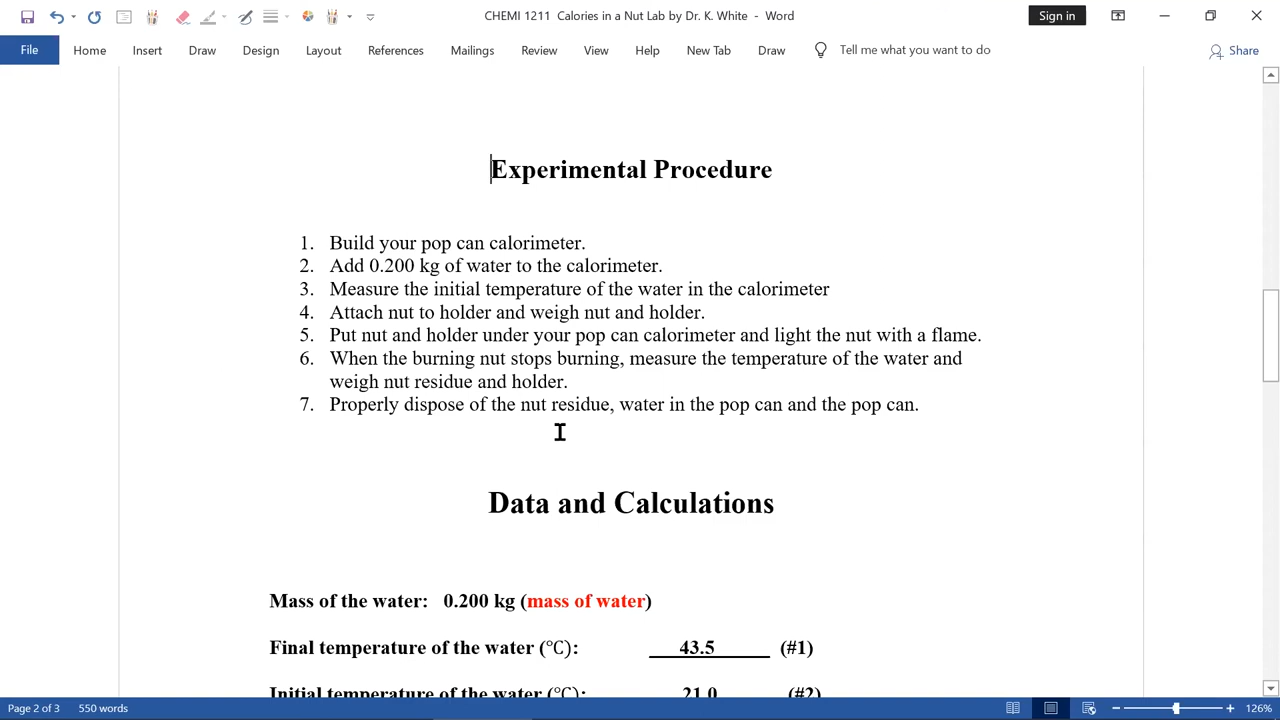 CHEMI 1211 Calories in a Nut Lab by Dr. K. White - Word
Sign in
File Home Insert Draw Design Layout References Mailings Review View Help New Tab Draw Tell me what you want to do Share
Experimental Procedure
1. Build your pop can calorimeter.
2. Add 0.200 kg of water to the calorimeter.
3. Measure the initial temperature of the water in the calorimeter
4. Attach nut to holder and weigh nut and holder.
5. Put nut and holder under your pop can calorimeter and light the nut with a flame.
6. When the burning nut stops burning, measure the temperature of the water and
weigh nut residue and holder.
7. Properly dispose of the nut residue, water in the pop can and the pop can.
Data and Calculations
Mass of the water: 0.200 kg (mass of water)
Final temperature of the water (°C): 43.5 (#1)
Initial temperature of the water (°C): 21.0 (#2)
Page 2 of 3 550 words 126%